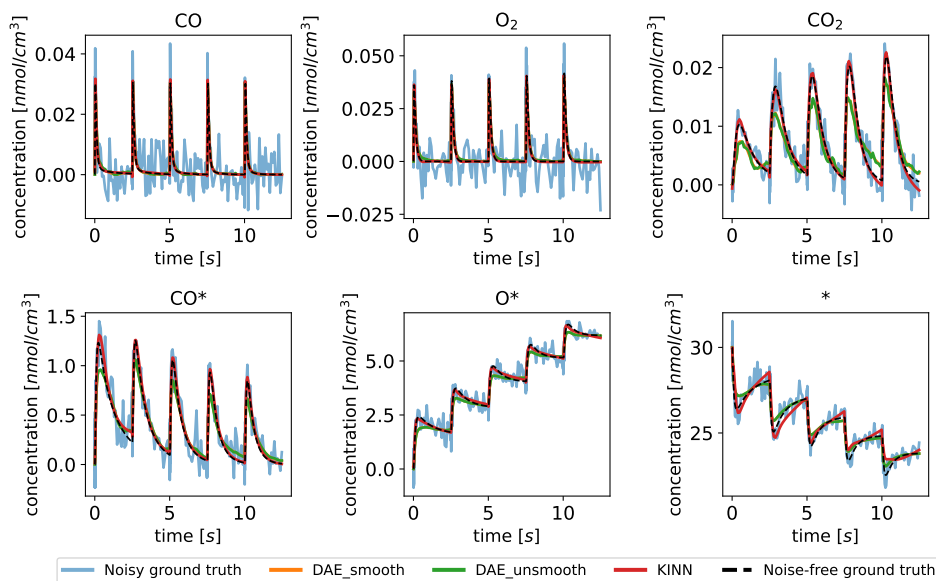 CO
O₂
CO₂
concentration [nmol/cm³]
0.04
0.02
0.00
0 5 10
time [s]
concentration [nmol/cm³]
0.050
0.025
0.000
−0.025
0 5 10
time [s]
concentration [nmol/cm³]
0.02
0.01
0.00
0 5 10
time [s]
CO*
O*
*
concentration [nmol/cm³]
1.5
1.0
0.5
0.0
0 5 10
time [s]
concentration [nmol/cm³]
5.0
2.5
0.0
0 5 10
time [s]
concentration [nmol/cm³]
30
25
0 5 10
time [s]
Noisy ground truth DAE_smooth DAE_unsmooth KINN Noise-free ground truth